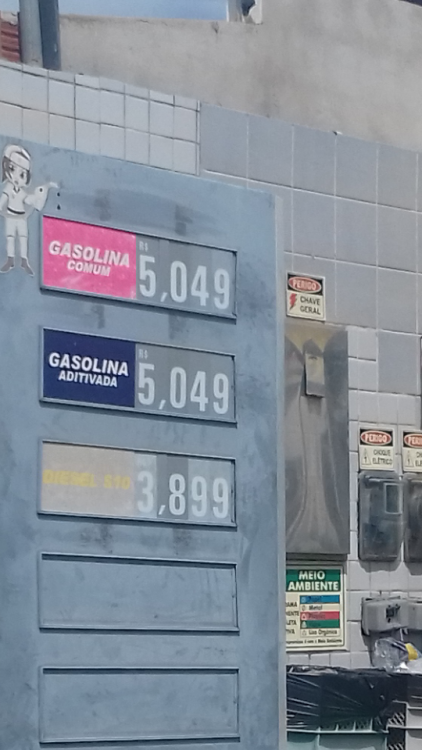 GASOLINA
COMUM
R$
5,049
GASOLINA
ADITIVADA
R$
5,049
DIESEL S10
3,899
PERIGO
CHAVE
GERAL
PERIGO
CHOQUE
ELÉTRICO
PERIGO
MEIO
AMBIENTE
Metal